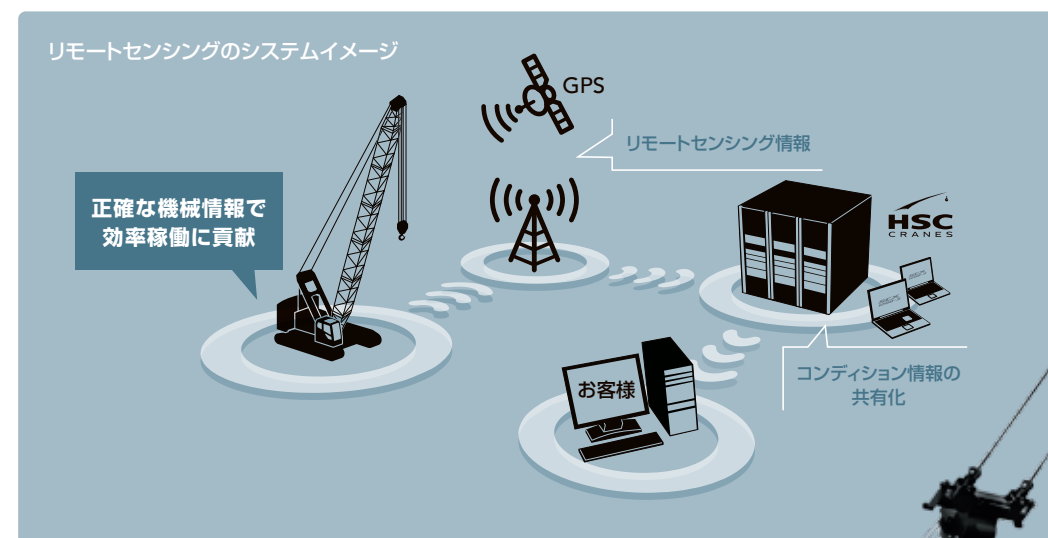 リモートセンシングのシステムイメージ
GPS
リモートセンシング情報
正確な機械情報で
効率稼働に貢献
HSC
CRANES
コンディション情報の
共有化
お客様